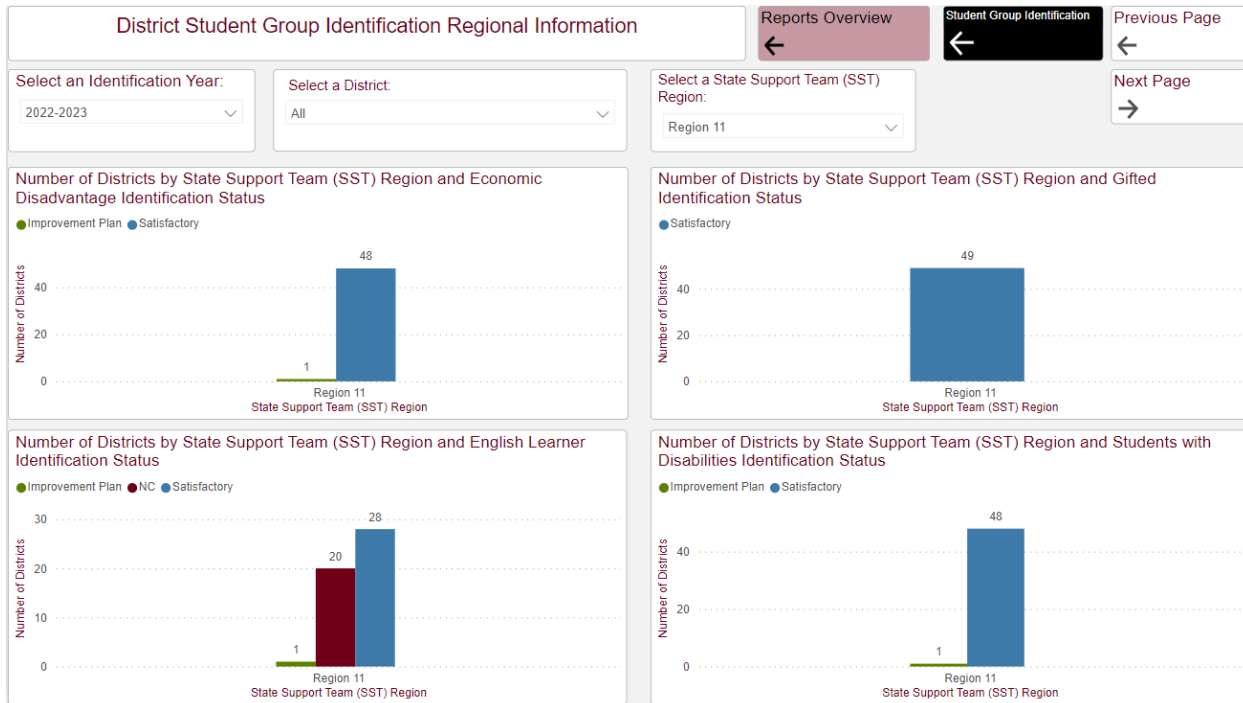 District Student Group Identification Regional Information
Reports Overview
Student Group Identification
Previous Page
Select an Identification Year:
2022-2023
Select a District:
All
Select a State Support Team (SST)
Region:
Region 11
Next Page
Number of Districts by State Support Team (SST) Region and Economic
Disadvantage Identification Status
Improvement Plan Satisfactory
Number of Districts
40
20
0
1
48
Region 11
State Support Team (SST) Region
Number of Districts by State Support Team (SST) Region and Gifted
Identification Status
Satisfactory
Number of Districts
40
20
0
49
Region 11
State Support Team (SST) Region
Number of Districts by State Support Team (SST) Region and English Learner
Identification Status
Improvement Plan NC Satisfactory
Number of Districts
30
20
10
0
1
20
28
Region 11
State Support Team (SST) Region
Number of Districts by State Support Team (SST) Region and Students with
Disabilities Identification Status
Improvement Plan Satisfactory
Number of Districts
40
20
0
1
48
Region 11
State Support Team (SST) Region